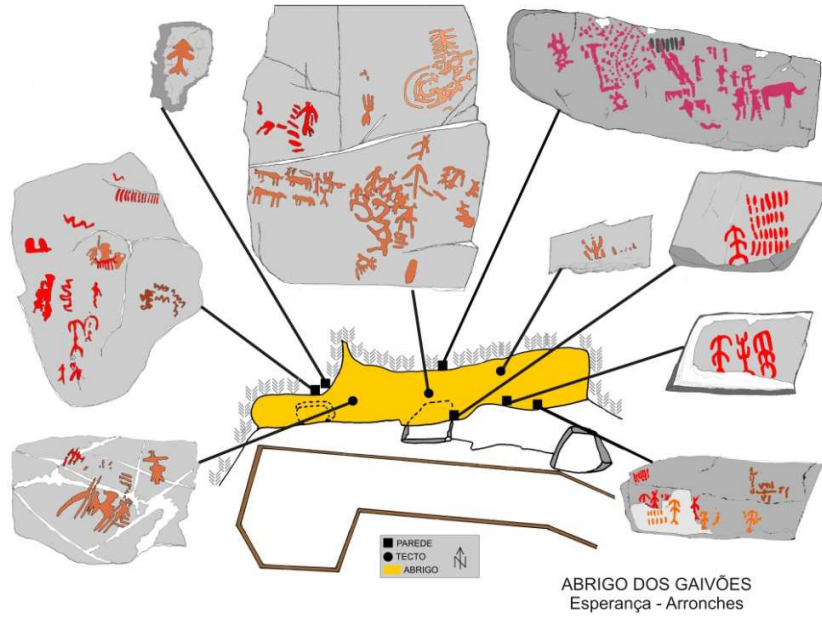 PAREDE
TECTO
ABRIGO
N
ABRIGO DOS GAIVÕES
Esperança - Arronches